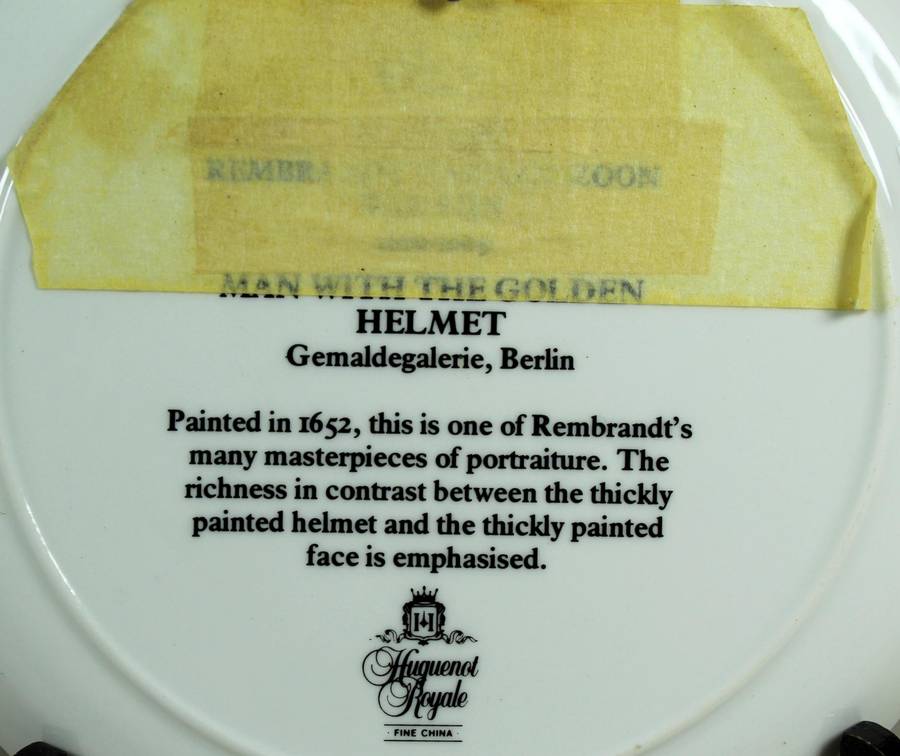 MAN WITH THE GOLDEN
HELMET
Gemaldegalerie, Berlin
Painted in 1652, this is one of Rembrandt's
many masterpieces of portraiture. The
richness in contrast between the thickly
painted helmet and the thickly painted
face is emphasised.
H
Huguenot
Royale
FINE CHINA